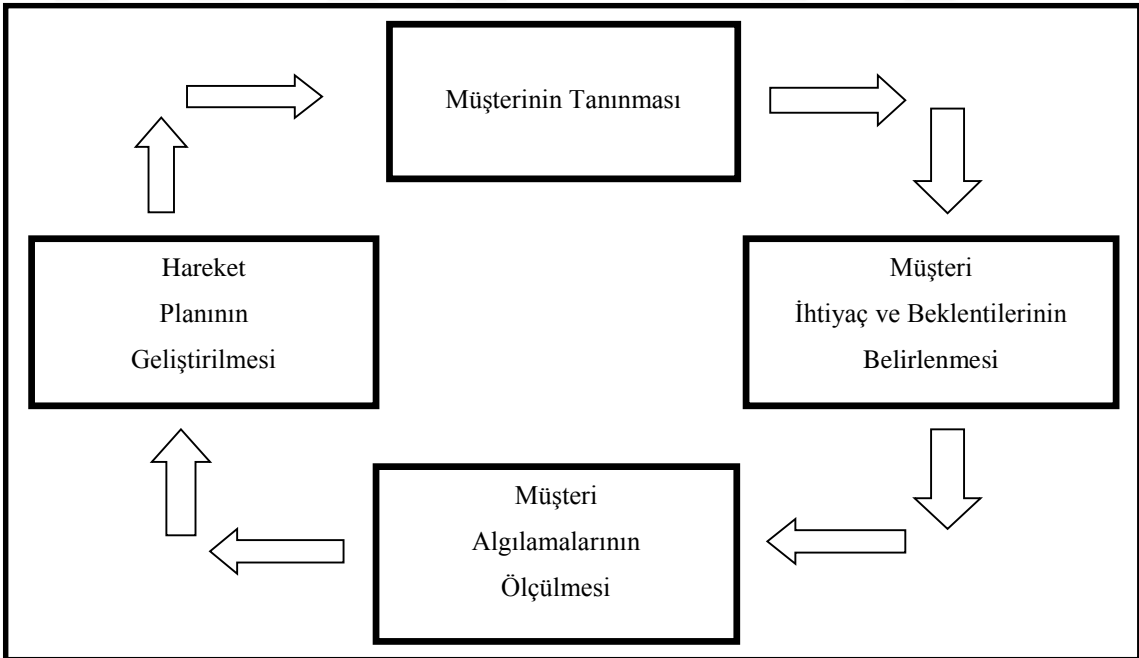 Müşterinin Tanınması
Hareket
Planının
Geliştirilmesi
Müşteri
İhtiyaç ve Beklentilerinin
Belirlenmesi
Müşteri
Algılamalarının
Ölçülmesi